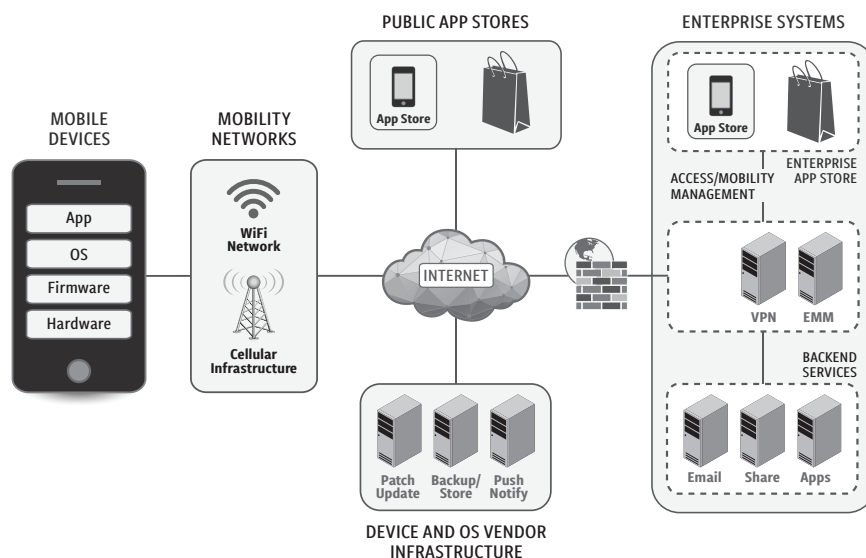 PUBLIC APP STORES
App Store
ENTERPRISE SYSTEMS
App Store
ENTERPRISE
APP STORE
ACCESS/MOBILITY
MANAGEMENT
VPN
EMM
BACKEND
SERVICES
Email
Share
Apps
MOBILE
DEVICES
App
OS
Firmware
Hardware
MOBILITY
NETWORKS
WiFi
Network
Cellular
Infrastructure
INTERNET
Patch
Update
Backup/
Store
Push
Notify
DEVICE AND OS VENDOR
INFRASTRUCTURE